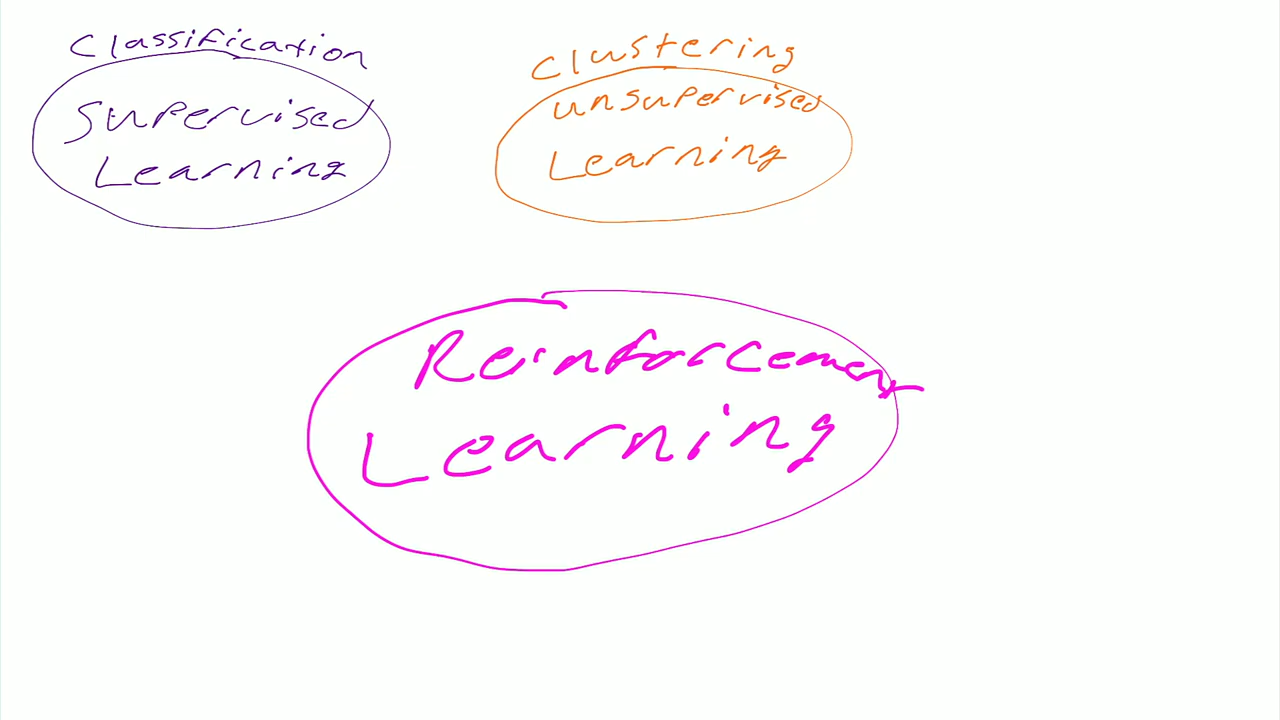 Classification
Supervised
Learning
Clustering
unsupervised
Learning
Reinforcement
Learning